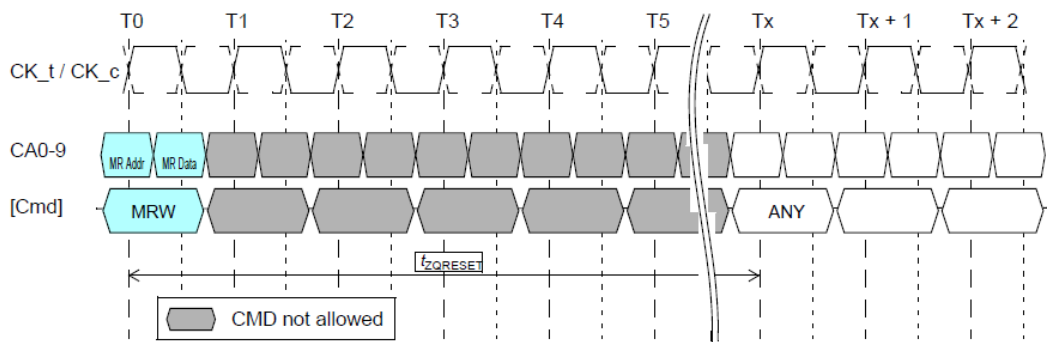 T0 T1 T2 T3 T4 T5 Tx Tx + 1 Tx + 2
CK_t / CK_c
CA0-9 MR Addr MR Data
[Cmd] MRW ANY
tZQRESET
CMD not allowed